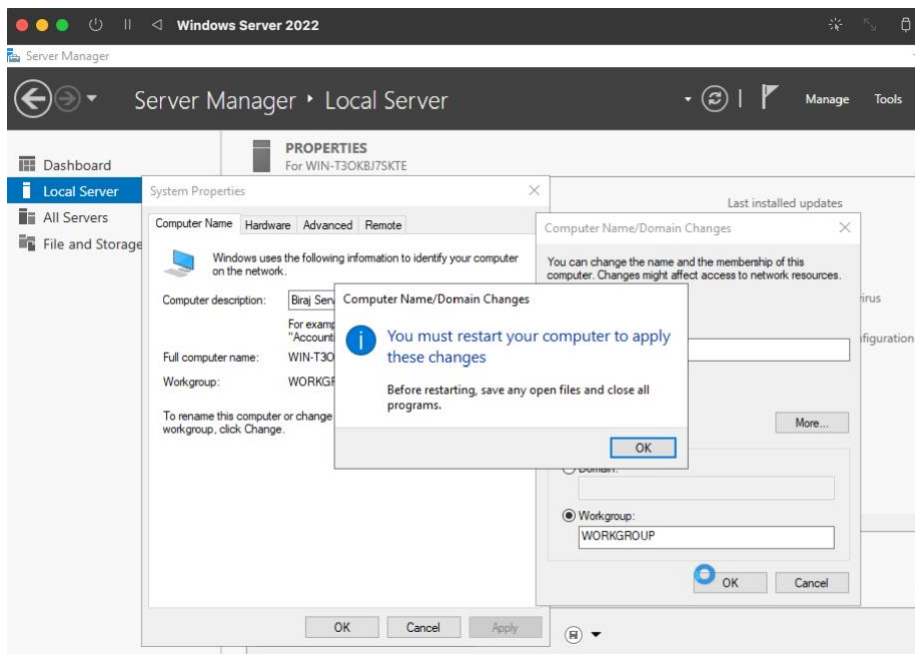 Windows Server 2022
Server Manager
Server Manager ‣ Local Server
Manage Tools
Dashboard
Local Server
All Servers
File and Storage
PROPERTIES
For WIN-T3OKBJ7SKTE
Last installed updates
System Properties
Computer Name Hardware Advanced Remote
Windows uses the following information to identify your computer
on the network.
Computer description: Biraj Serv
For examp
"Account
Full computer name: WIN-T3O
Workgroup: WORKGR
To rename this computer or change
workgroup, click Change.
OK Cancel Apply
Computer Name/Domain Changes
You can change the name and the membership of this
computer. Changes might affect access to network resources.
More...
Domain:
Workgroup:
WORKGROUP
OK Cancel
Computer Name/Domain Changes
You must restart your computer to apply
these changes
Before restarting, save any open files and close all
programs.
OK
irus
figuration